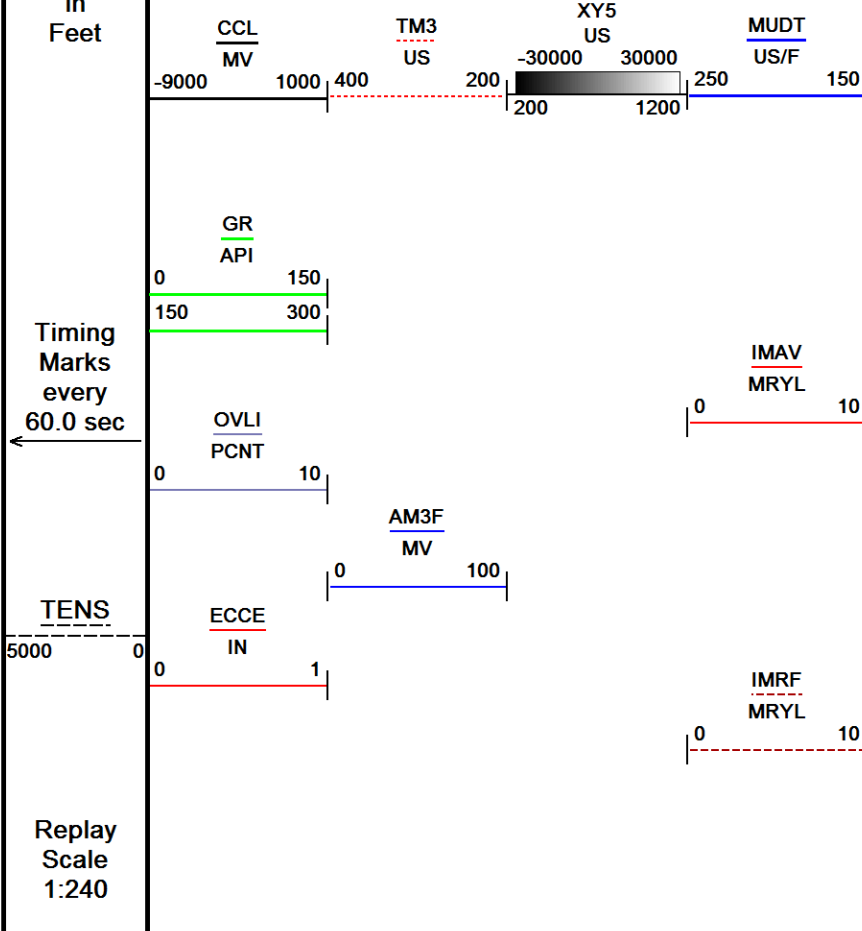 in
Feet
CCL
MV
-9000 1000
TM3
US
400 200
XY5
US
-30000 30000
200 1200
MUDT
US/F
250 150
GR
API
0 150
150 300
Timing
Marks
every
60.0 sec
IMAV
MRYL
0 10
OVLI
PCNT
0 10
AM3F
MV
0 100
TENS
5000 0
ECCE
IN
0 1
IMRF
MRYL
0 10
Replay
Scale
1:240